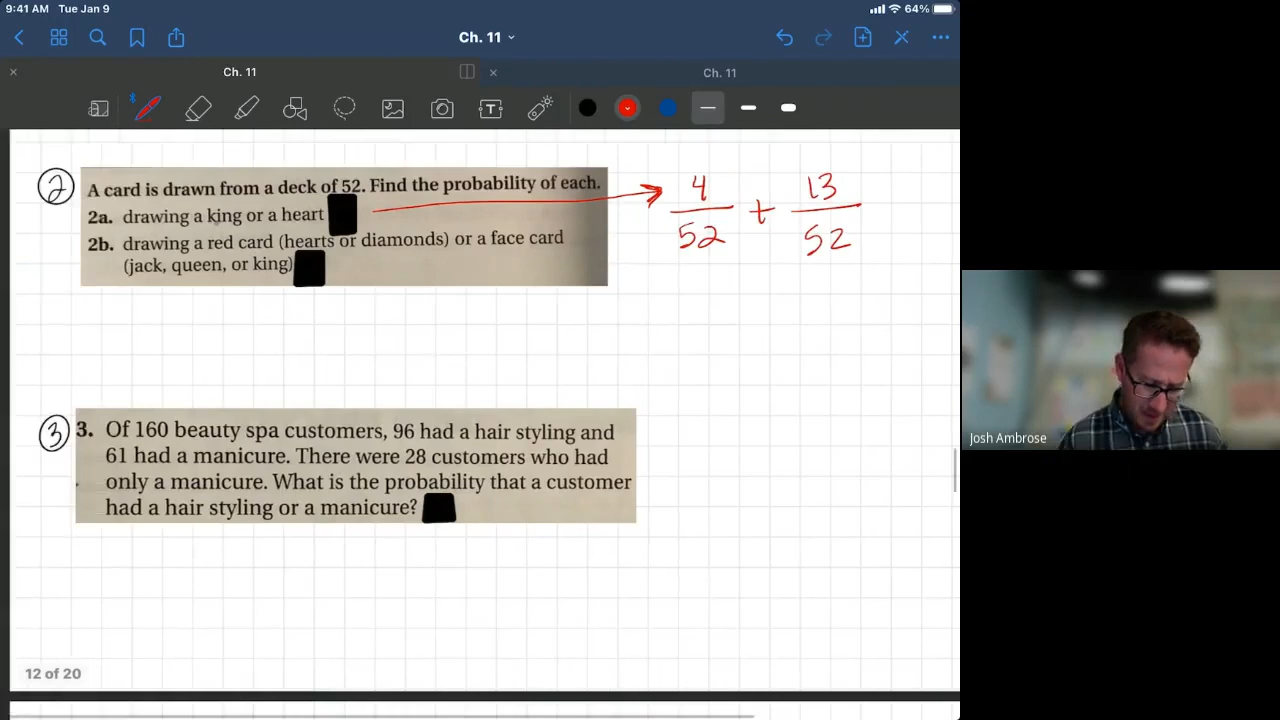 9:41 AM Tue Jan 9
64%
Ch. 11
Ch. 11
Ch. 11
T
2
A card is drawn from a deck of 52. Find the probability of each.
2a. drawing a king or a heart
2b. drawing a red card (hearts or diamonds) or a face card
(jack, queen, or king)
4/52 + 13/52
3
3. Of 160 beauty spa customers, 96 had a hair styling and
61 had a manicure. There were 28 customers who had
only a manicure. What is the probability that a customer
had a hair styling or a manicure?
12 of 20
Josh Ambrose